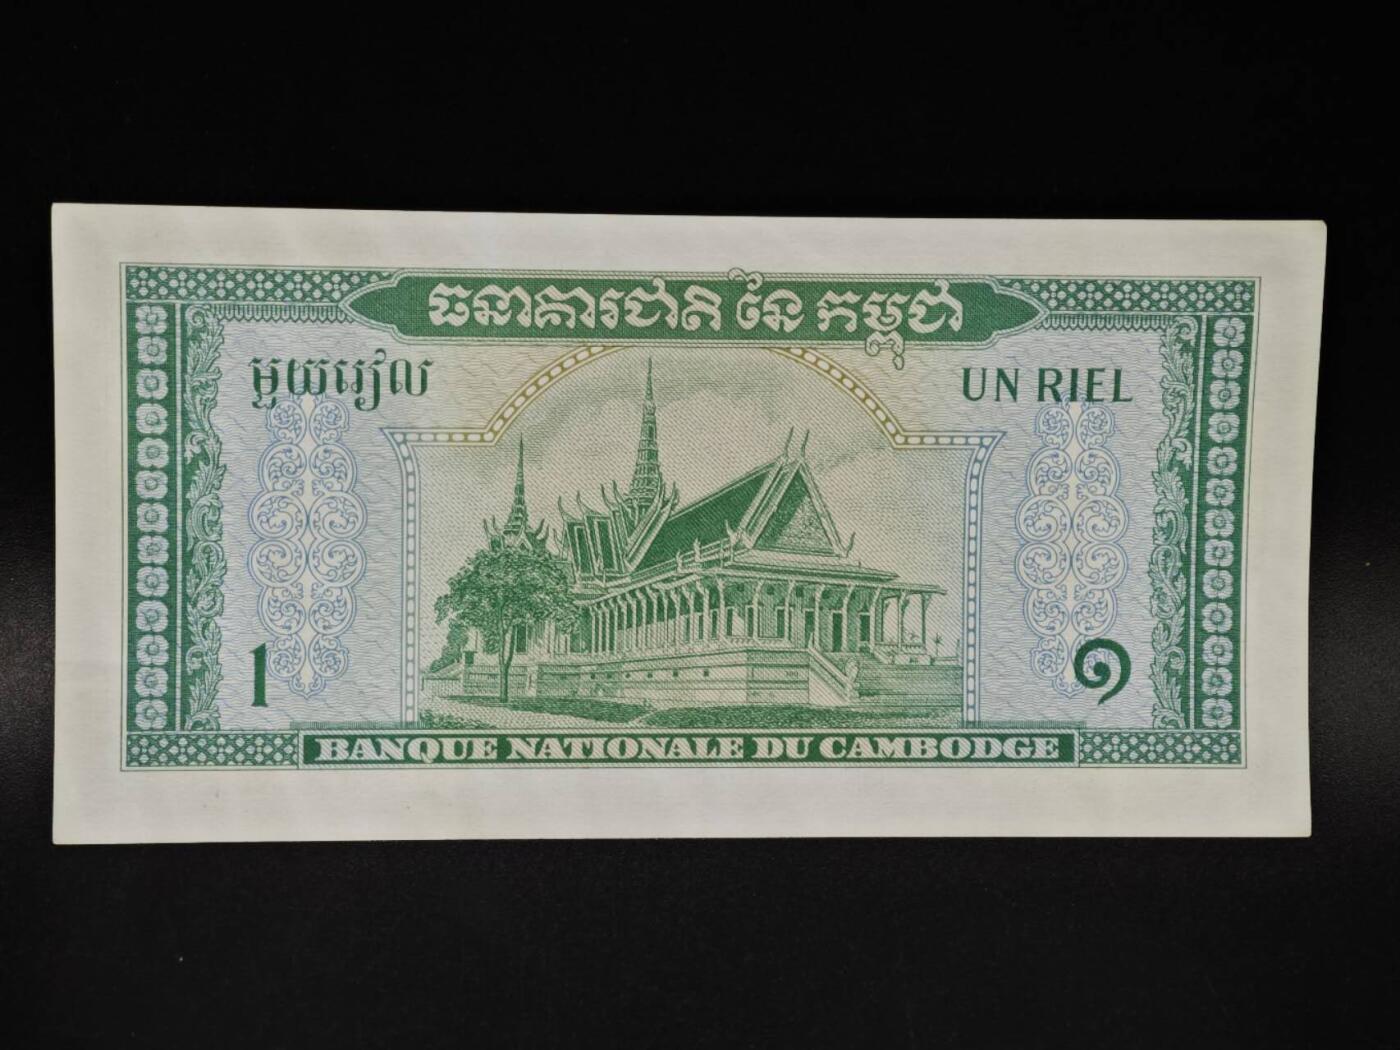 ធនាគារជាតិ នៃ កម្ពុជា
មួយរៀល
UN RIEL
1
១
BANQUE NATIONALE DU CAMBODGE